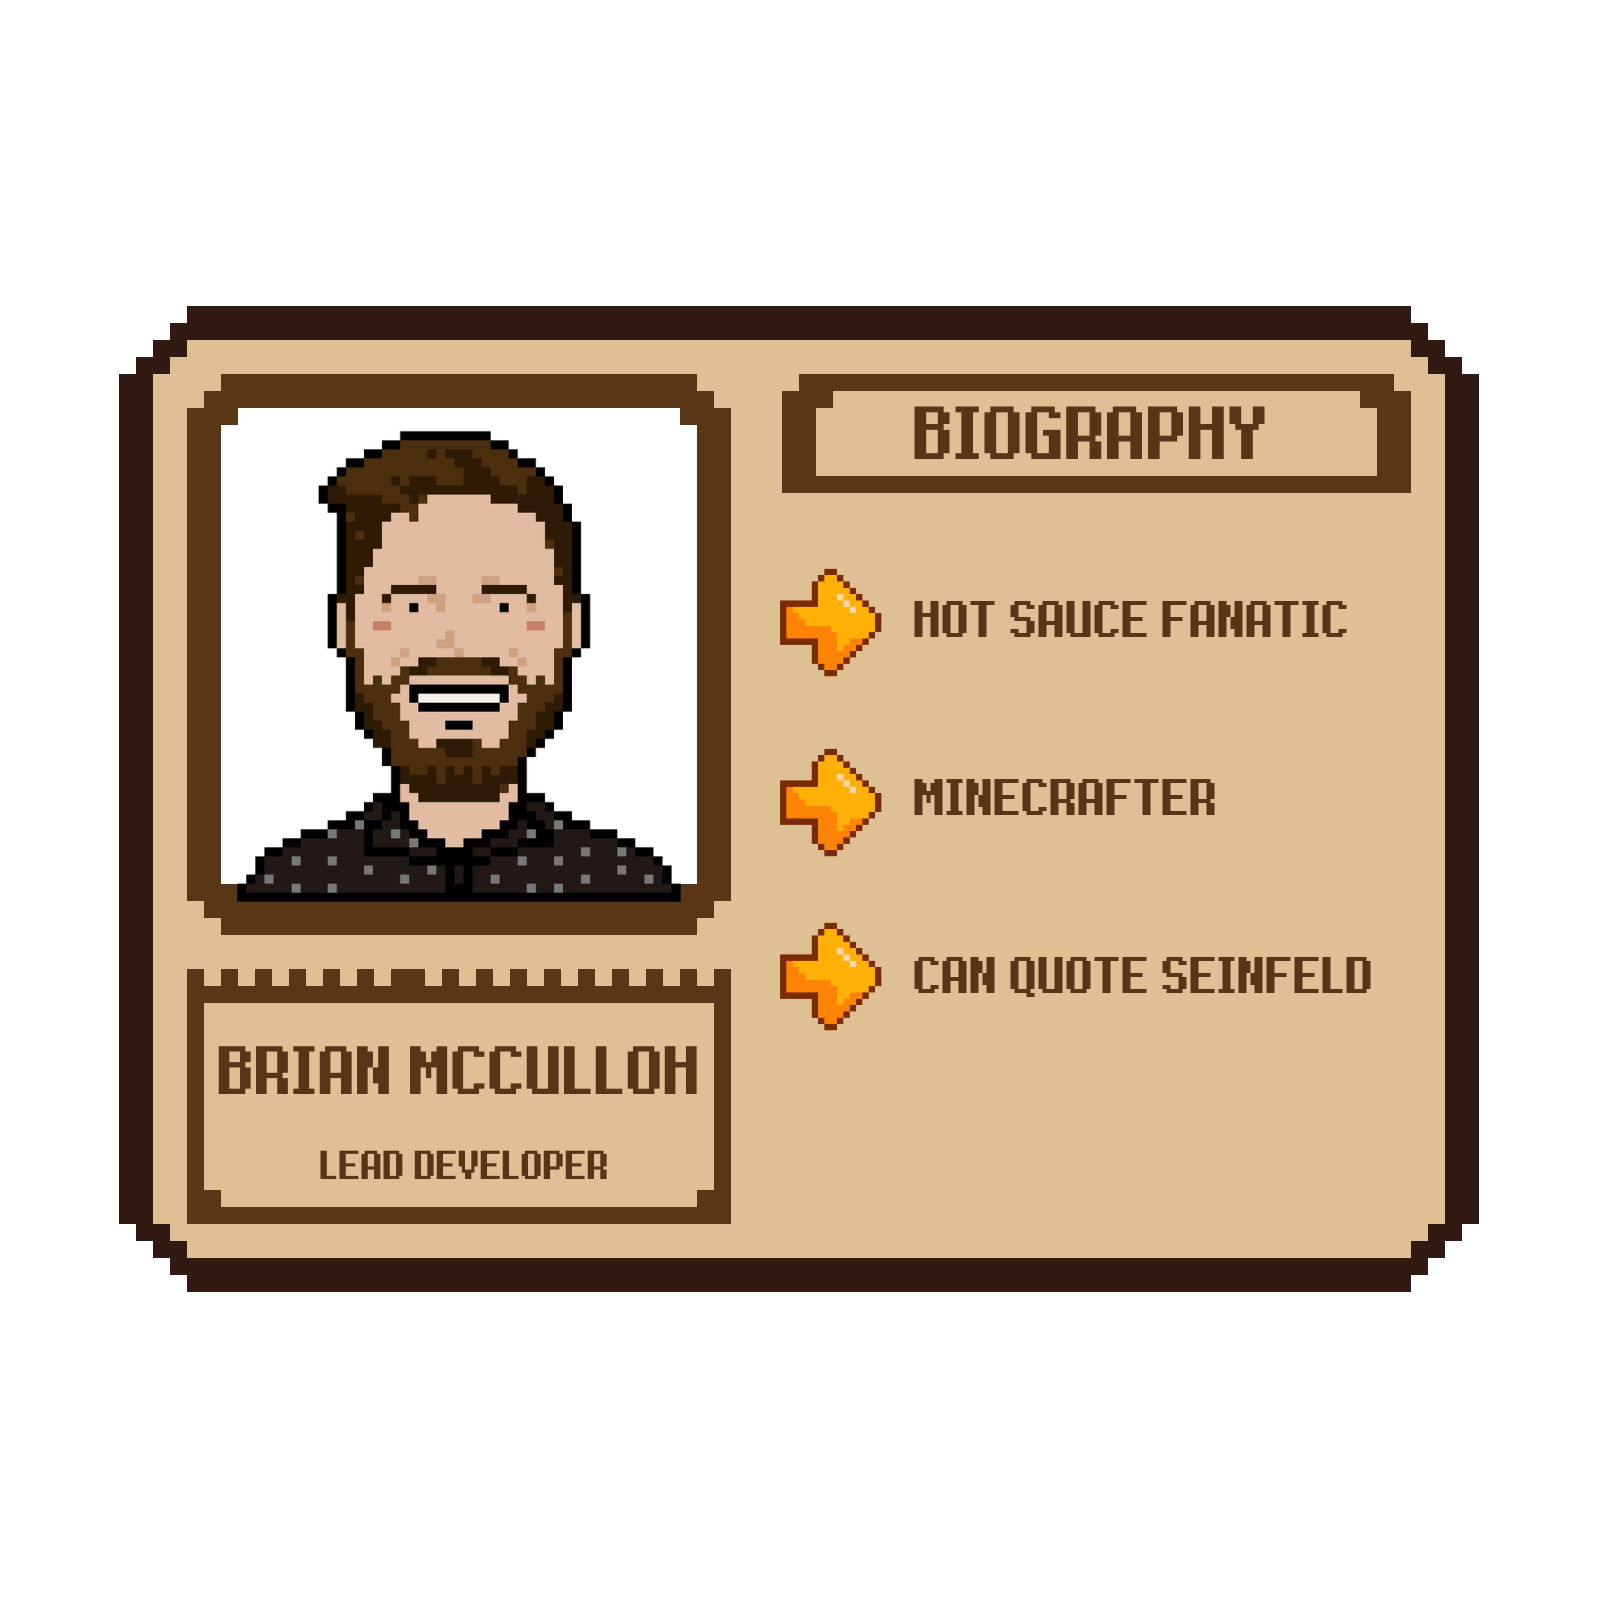 BIOGRAPHY
HOT SAUCE FANATIC
MINECRAFTER
CAN QUOTE SEINFELD
BRIAN MCCULLOH
LEAD DEVELOPER